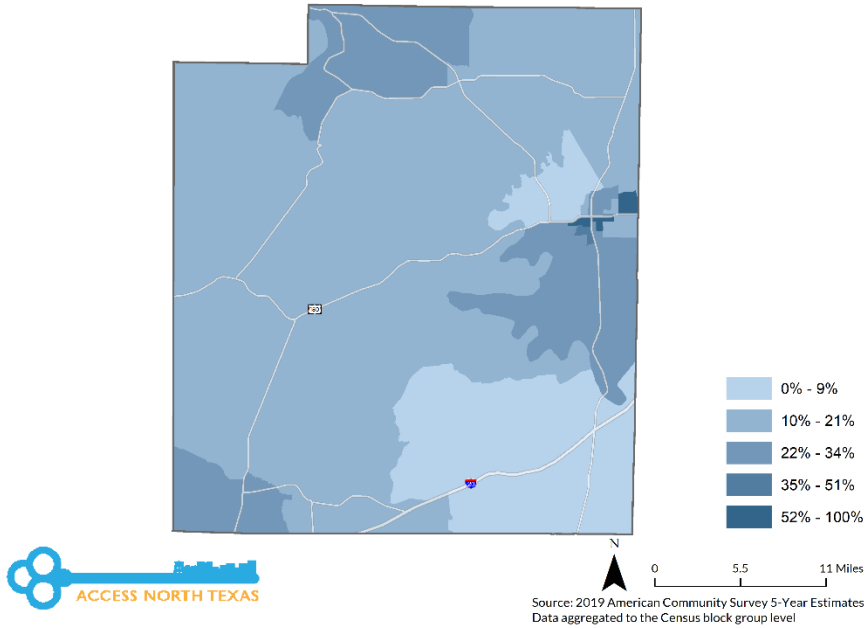 180
0% - 9%
10% - 21%
22% - 34%
35% - 51%
52% - 100%
N
0 5.5 11 Miles
ACCESS NORTH TEXAS
Source: 2019 American Community Survey 5-Year Estimates
Data aggregated to the Census block group level